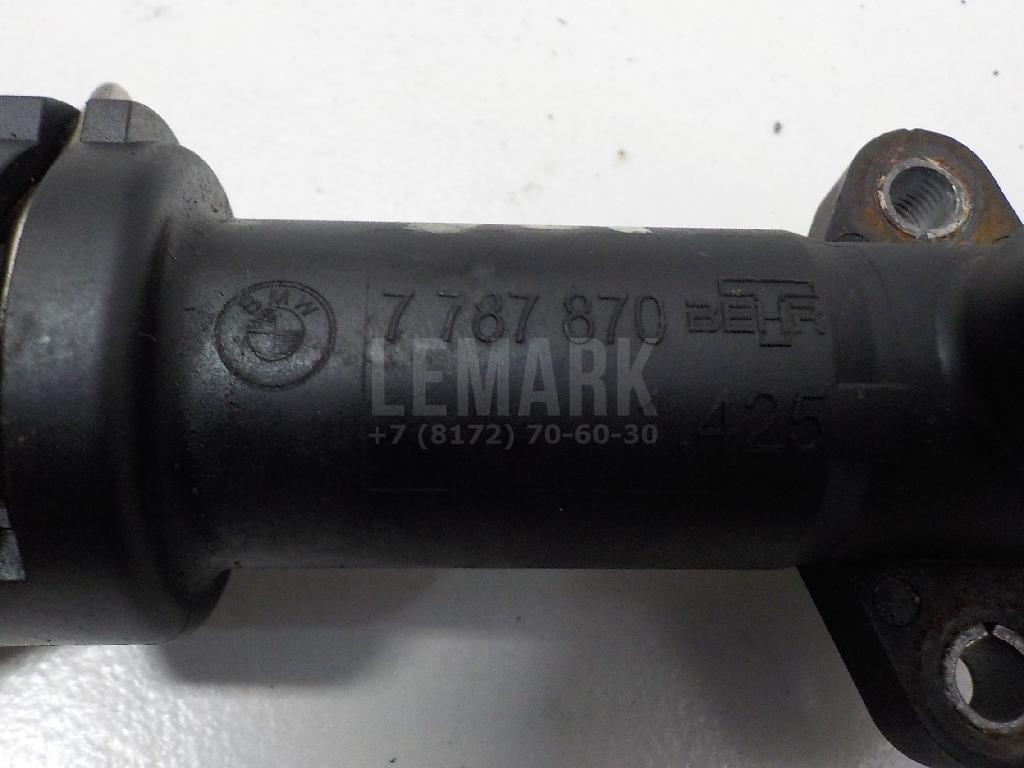 BMW 7 787 870 BEHR
LEMARK
425
+7 (8172) 70-60-30